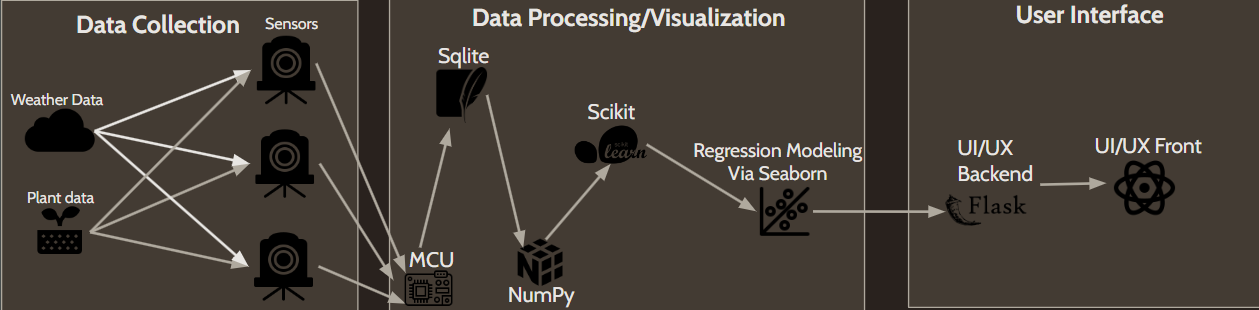 Data Collection
Sensors
Weather Data
Plant data
Data Processing/Visualization
Sqlite
MCU
NumPy
Scikit
learn
Regression Modeling
Via Seaborn
User Interface
UI/UX
Backend
Flask
UI/UX Front